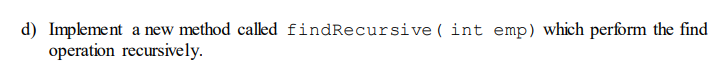 d) Implement a new method called findRecursive( int emp) which perform the find
operation recursively.